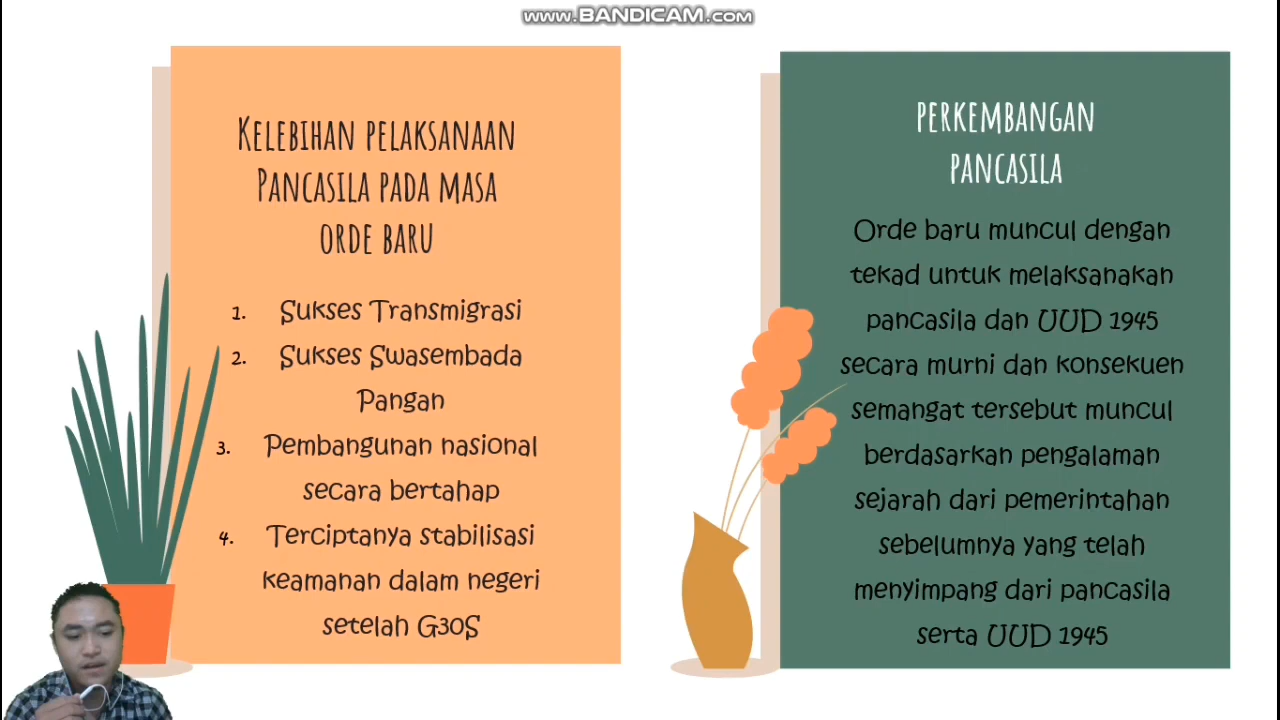 www.BANDICAM.com
Kelebihan pelaksanaan
Pancasila pada masa
orde baru
1. Sukses Transmigrasi
2. Sukses Swasembada
Pangan
3. Pembangunan nasional
secara bertahap
4. Terciptanya stabilisasi
keamanan dalam negeri
setelah G30S
PERKEMBANGAN
PANCASILA
Orde baru muncul dengan
tekad untuk melaksanakan
pancasila dan UUD 1945
secara murni dan konsekuen
semangat tersebut muncul
berdasarkan pengalaman
sejarah dari pemerintahan
sebelumnya yang telah
menyimpang dari pancasila
serta UUD 1945